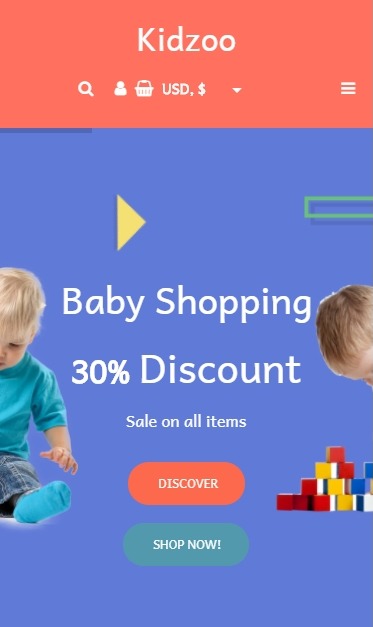 Kidzoo
USD, $
Baby Shopping
30% Discount
Sale on all items
DISCOVER
SHOP NOW!